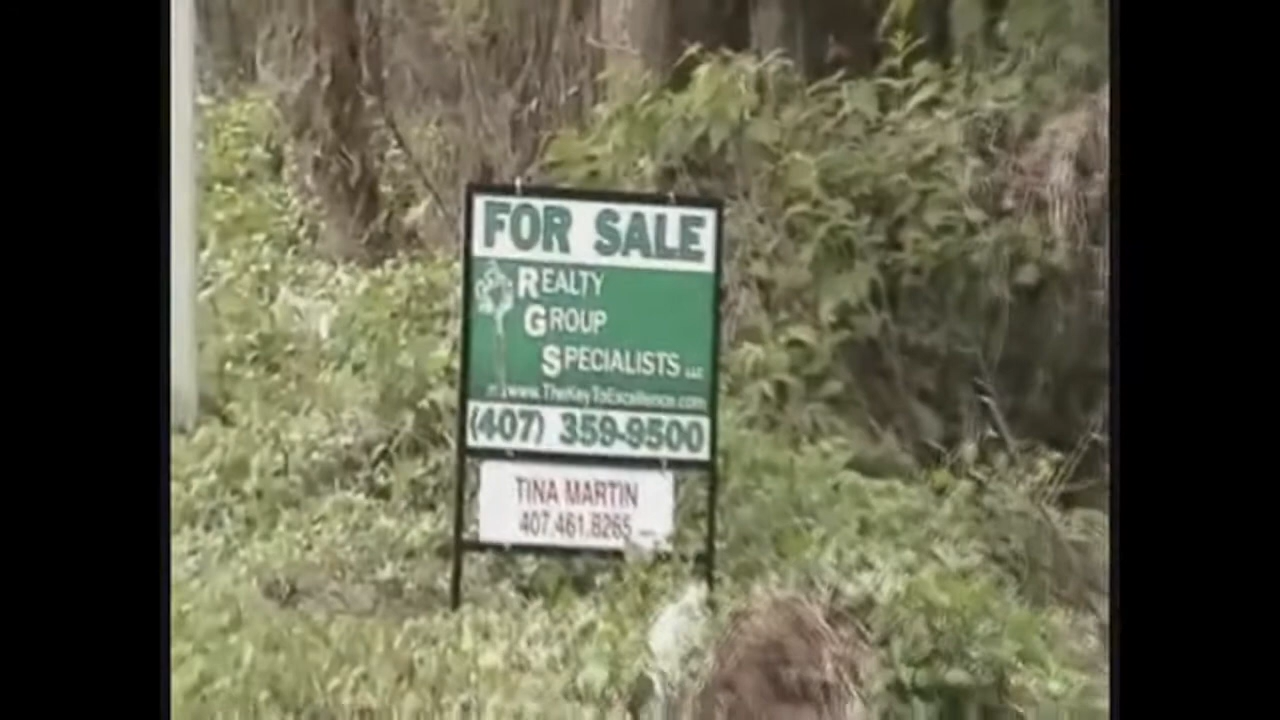 FOR SALE
REALTY
GROUP
SPECIALISTS LLC
www.TheKeyToExcellence.com
(407) 359-9500
TINA MARTIN
407.461.8265